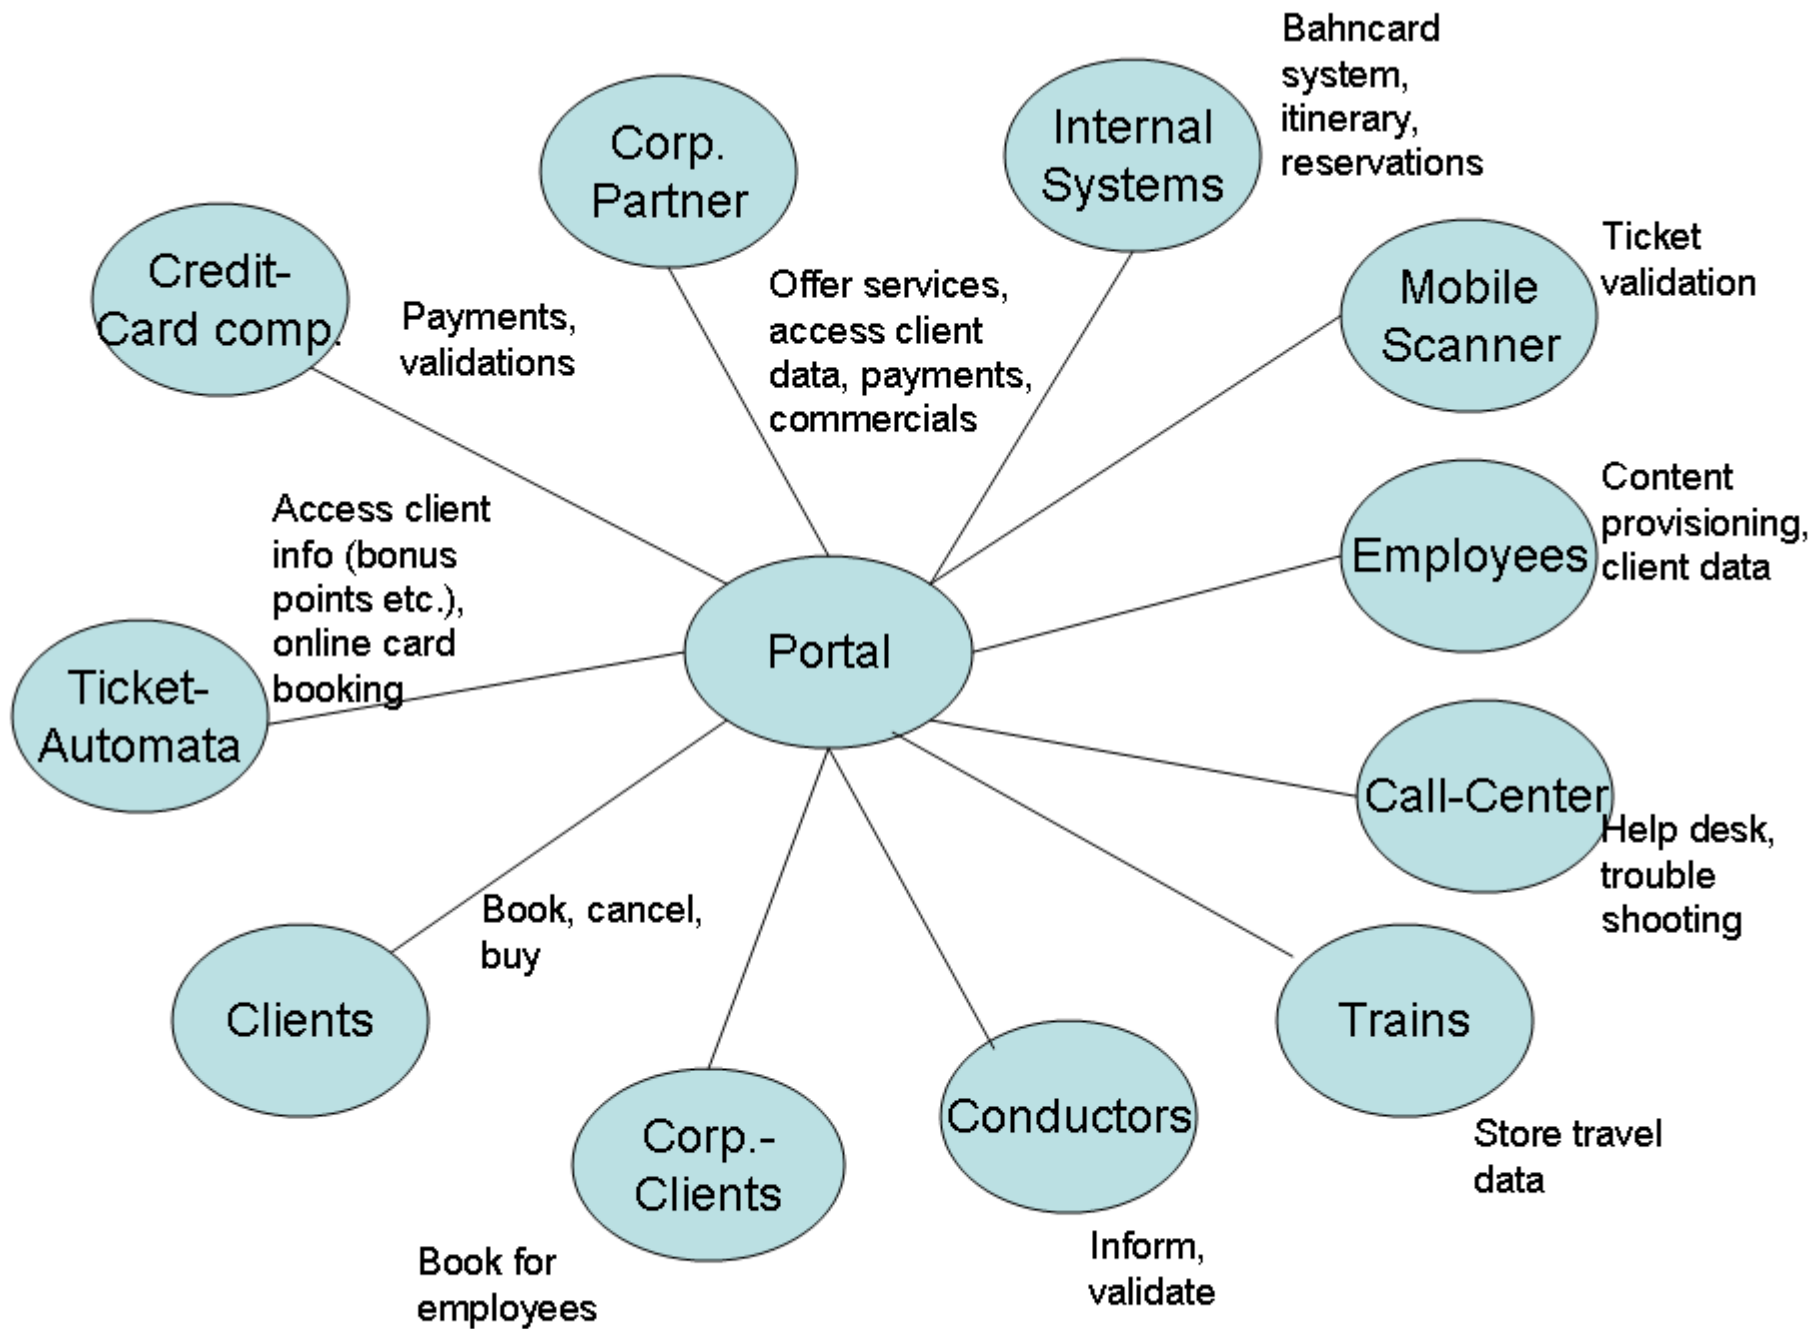 Bahncard
system,
itinerary,
reservations
Internal
Systems
Corp.
Partner
Ticket
validation
Mobile
Scanner
Credit-
Card comp.
Payments,
validations
Offer services,
access client
data, payments,
commercials
Content
provisioning,
client data
Employees
Access client
info (bonus
points etc.),
online card
booking
Portal
Ticket-
Automata
Call-Center
Help desk,
trouble
shooting
Book, cancel,
buy
Clients
Trains
Store travel
data
Conductors
Inform,
validate
Corp.-
Clients
Book for
employees